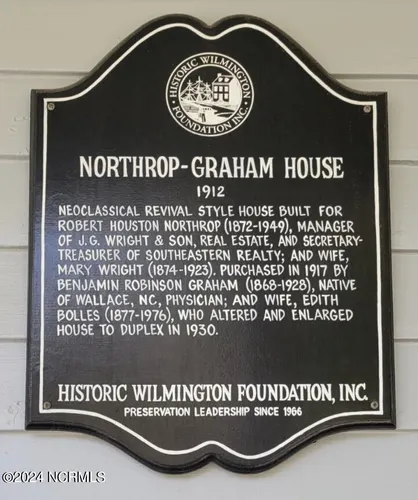 HISTORIC WILMINGTON
FOUNDATION INC.
NORTHROP-GRAHAM HOUSE
1912
NEOCLASSICAL REVIVAL STYLE HOUSE BUILT FOR
ROBERT HOUSTON NORTHROP (1872-1949), MANAGER
OF J.G. WRIGHT & SON, REAL ESTATE, AND SECRETARY-
TREASURER OF SOUTHEASTERN REALTY; AND WIFE,
MARY WRIGHT (1874-1923). PURCHASED IN 1917 BY
BENJAMIN ROBINSON GRAHAM (1868-1928), NATIVE
OF WALLACE, NC, PHYSICIAN; AND WIFE, EDITH
BOLLES (1877-1976), WHO ALTERED AND ENLARGED
HOUSE TO DUPLEX IN 1930.
HISTORIC WILMINGTON FOUNDATION, INC.
PRESERVATION LEADERSHIP SINCE 1966
©2024 NCRMLS